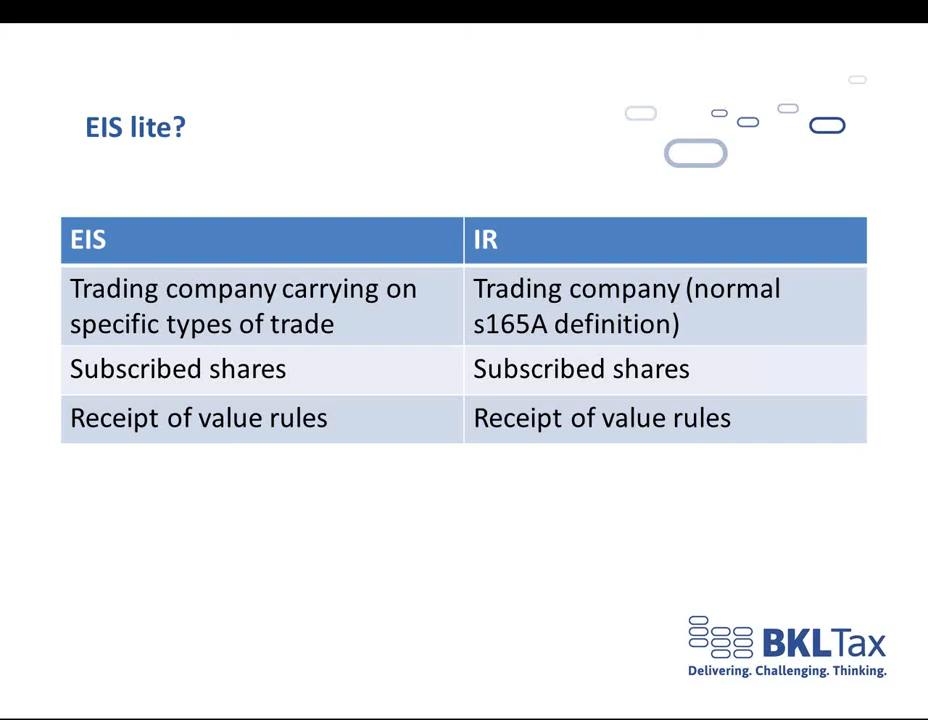 EIS lite?
EIS
IR
Trading company carrying on
specific types of trade
Trading company (normal
s165A definition)
Subscribed shares
Subscribed shares
Receipt of value rules
Receipt of value rules
BKLTax
Delivering. Challenging. Thinking.